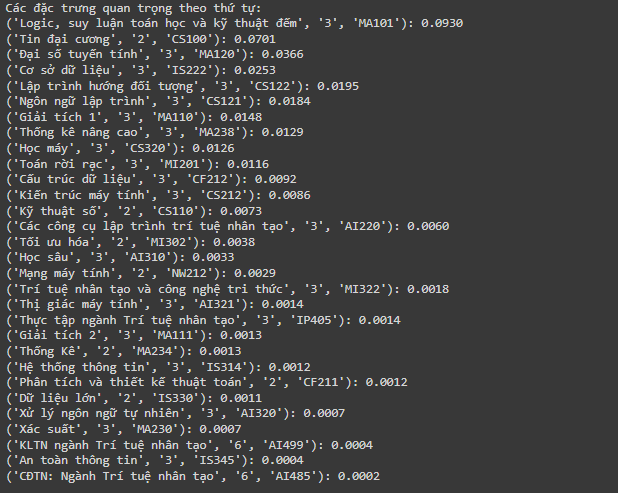 Các đặc trưng quan trọng theo thứ tự:
('Logic, suy luận toán học và kỹ thuật đếm', '3', 'MA101'): 0.0930
('Tin đại cương', '2', 'CS100'): 0.0701
('Đại số tuyến tính', '3', 'MA120'): 0.0366
('Cơ sở dữ liệu', '3', 'IS222'): 0.0253
('Lập trình hướng đối tượng', '3', 'CS122'): 0.0195
('Ngôn ngữ lập trình', '3', 'CS121'): 0.0184
('Giải tích 1', '3', 'MA110'): 0.0148
('Thống kê nâng cao', '3', 'MA238'): 0.0129
('Học máy', '3', 'CS320'): 0.0126
('Toán rời rạc', '3', 'MI201'): 0.0116
('Cấu trúc dữ liệu', '3', 'CF212'): 0.0092
('Kiến trúc máy tính', '3', 'CS212'): 0.0086
('Kỹ thuật số', '2', 'CS110'): 0.0073
('Các công cụ lập trình trí tuệ nhân tạo', '3', 'AI220'): 0.0060
('Tối ưu hóa', '2', 'MI302'): 0.0038
('Học sâu', '3', 'AI310'): 0.0033
('Mạng máy tính', '2', 'NW212'): 0.0029
('Trí tuệ nhân tạo và công nghệ tri thức', '3', 'MI322'): 0.0018
('Thị giác máy tính', '3', 'AI321'): 0.0014
('Thực tập ngành Trí tuệ nhân tạo', '3', 'IP405'): 0.0014
('Giải tích 2', '3', 'MA111'): 0.0013
('Thống Kê', '2', 'MA234'): 0.0013
('Hệ thống thông tin', '3', 'IS314'): 0.0012
('Phân tích và thiết kế thuật toán', '2', 'CF211'): 0.0012
('Dữ liệu lớn', '2', 'IS330'): 0.0011
('Xử lý ngôn ngữ tự nhiên', '3', 'AI320'): 0.0007
('Xác suất', '3', 'MA230'): 0.0007
('KLTN ngành Trí tuệ nhân tạo', '6', 'AI499'): 0.0004
('An toàn thông tin', '3', 'IS345'): 0.0004
('CĐTN: Ngành Trí tuệ nhân tạo', '6', 'AI485'): 0.0002